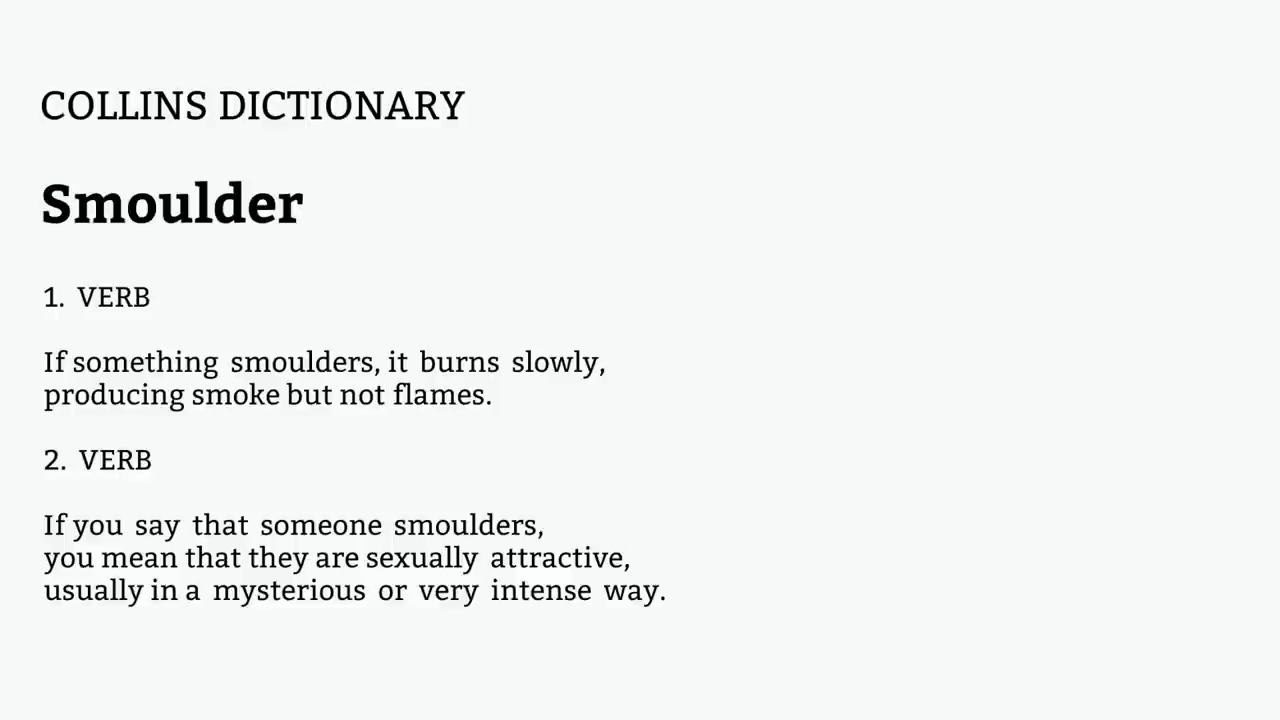 COLLINS DICTIONARY
Smoulder
1. VERB
If something smoulders, it burns slowly,
producing smoke but not flames.
2. VERB
If you say that someone smoulders,
you mean that they are sexually attractive,
usually in a mysterious or very intense way.